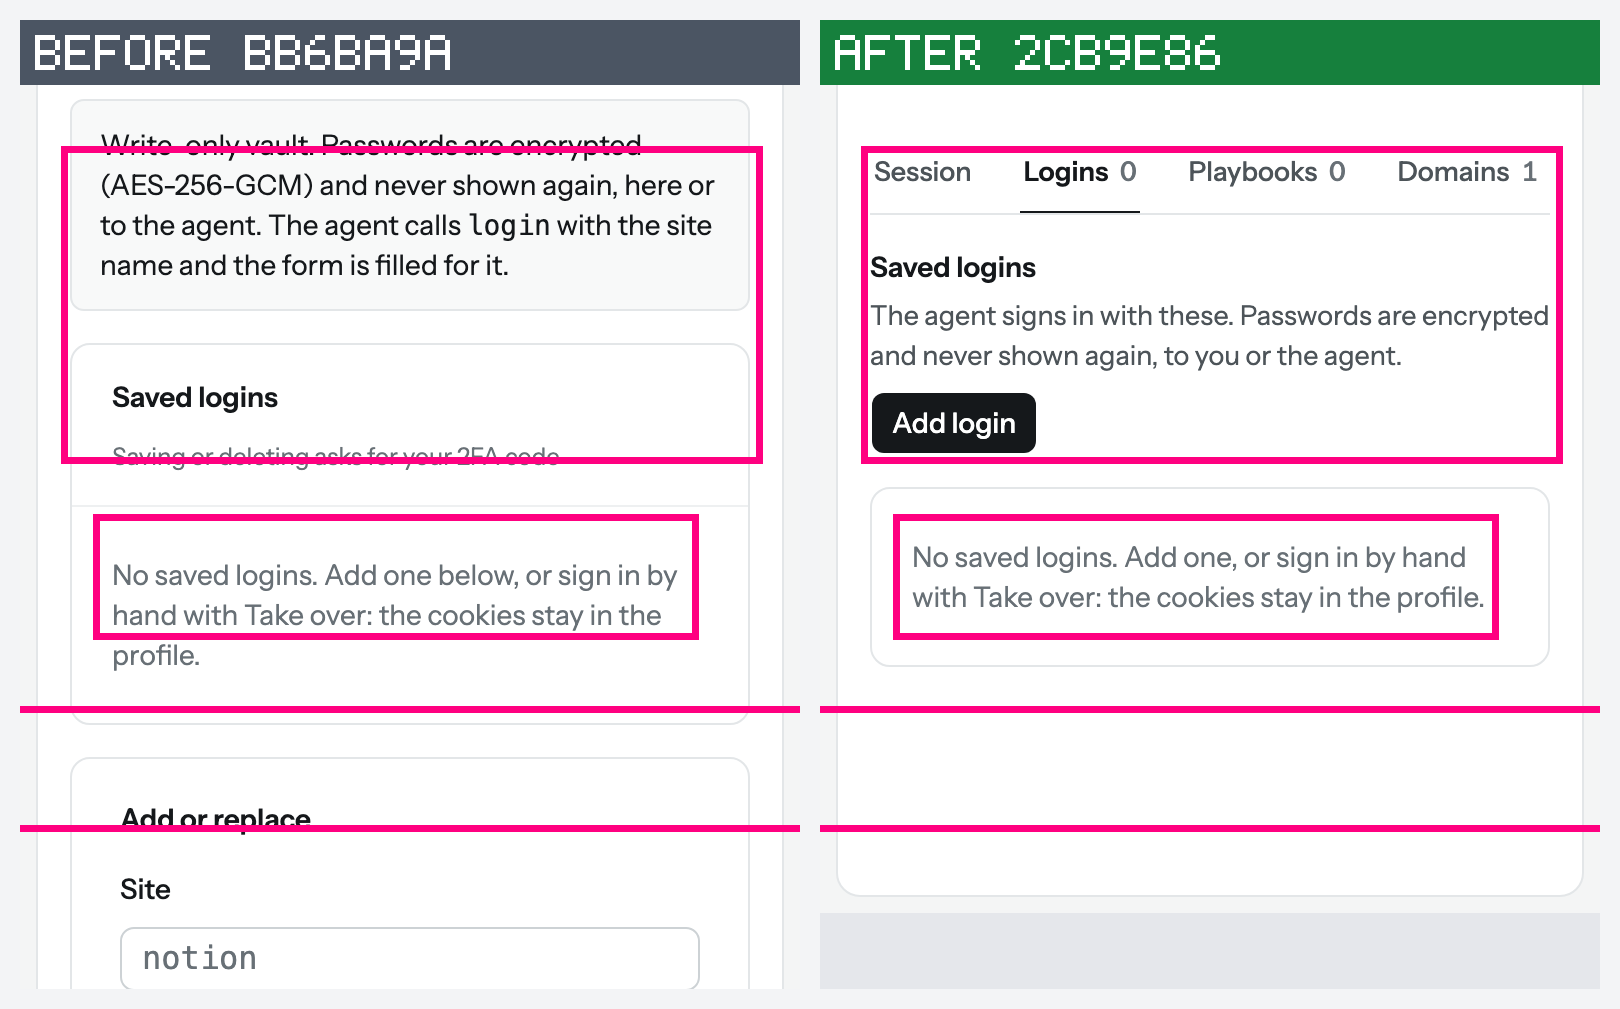 BEFORE BB6BA9A
Write-only vault. Passwords are encrypted
(AES-256-GCM) and never shown again, here or
to the agent. The agent calls login with the site
name and the form is filled for it.
Saved logins
Saving or deleting asks for your 2FA code
No saved logins. Add one below, or sign in by
hand with Take over: the cookies stay in the
profile.
Add or replace
Site
notion
AFTER 2CB9E86
Session Logins 0 Playbooks 0 Domains 1
Saved logins
The agent signs in with these. Passwords are encrypted
and never shown again, to you or the agent.
Add login
No saved logins. Add one, or sign in by hand
with Take over: the cookies stay in the profile.